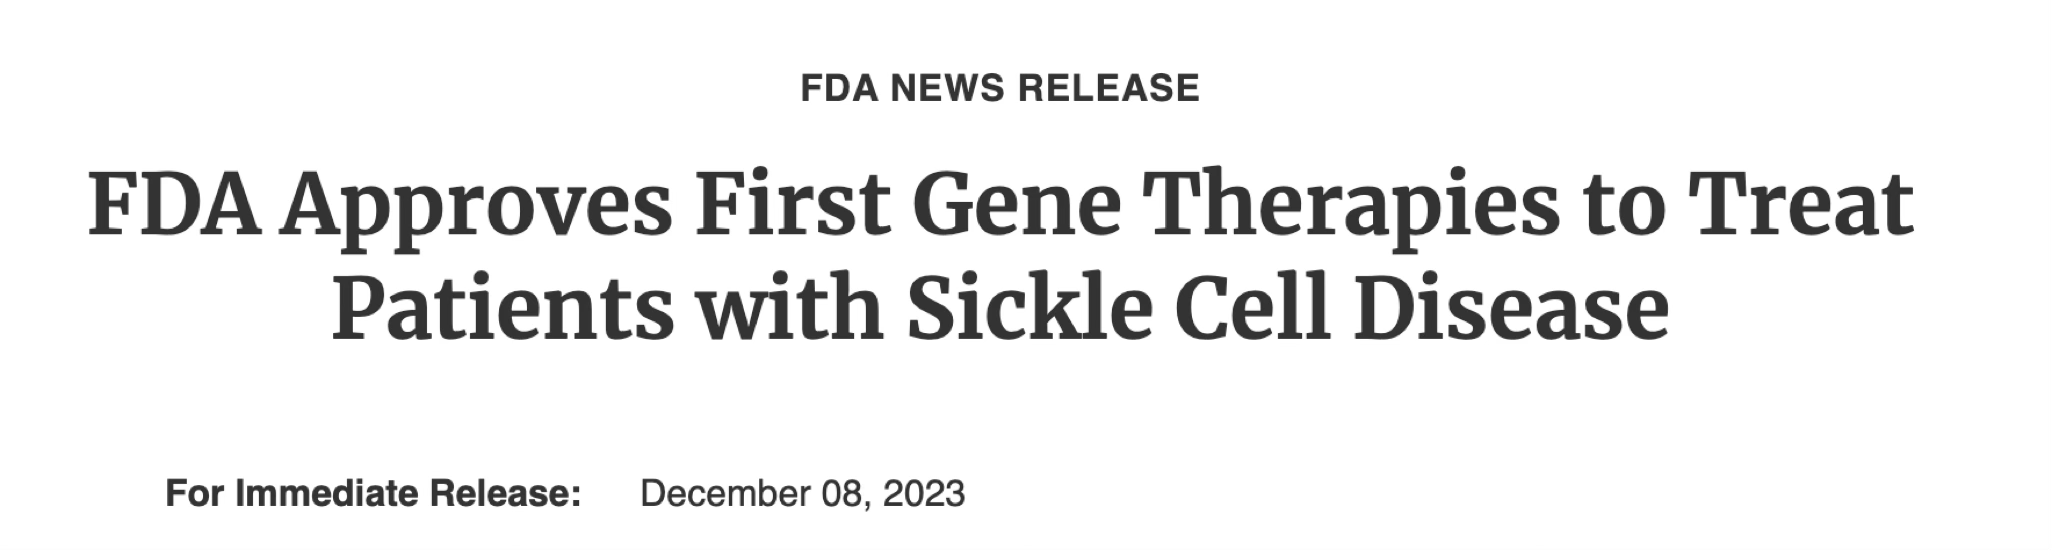 FDA NEWS RELEASE
FDA Approves First Gene Therapies to Treat
Patients with Sickle Cell Disease
For Immediate Release: December 08, 2023